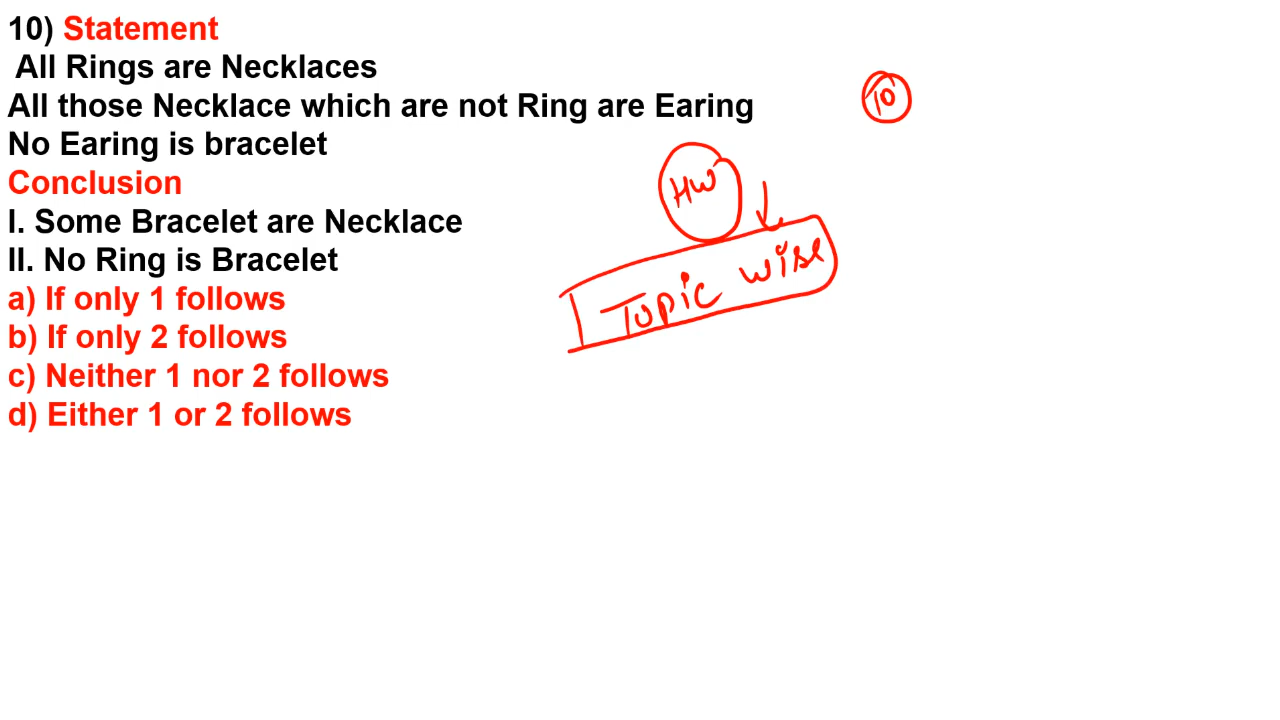 10) Statement
All Rings are Necklaces
All those Necklace which are not Ring are Earing
10
No Earing is bracelet
HW
Conclusion
I. Some Bracelet are Necklace
II. No Ring is Bracelet
Topic wise
a) If only 1 follows
b) If only 2 follows
c) Neither 1 nor 2 follows
d) Either 1 or 2 follows